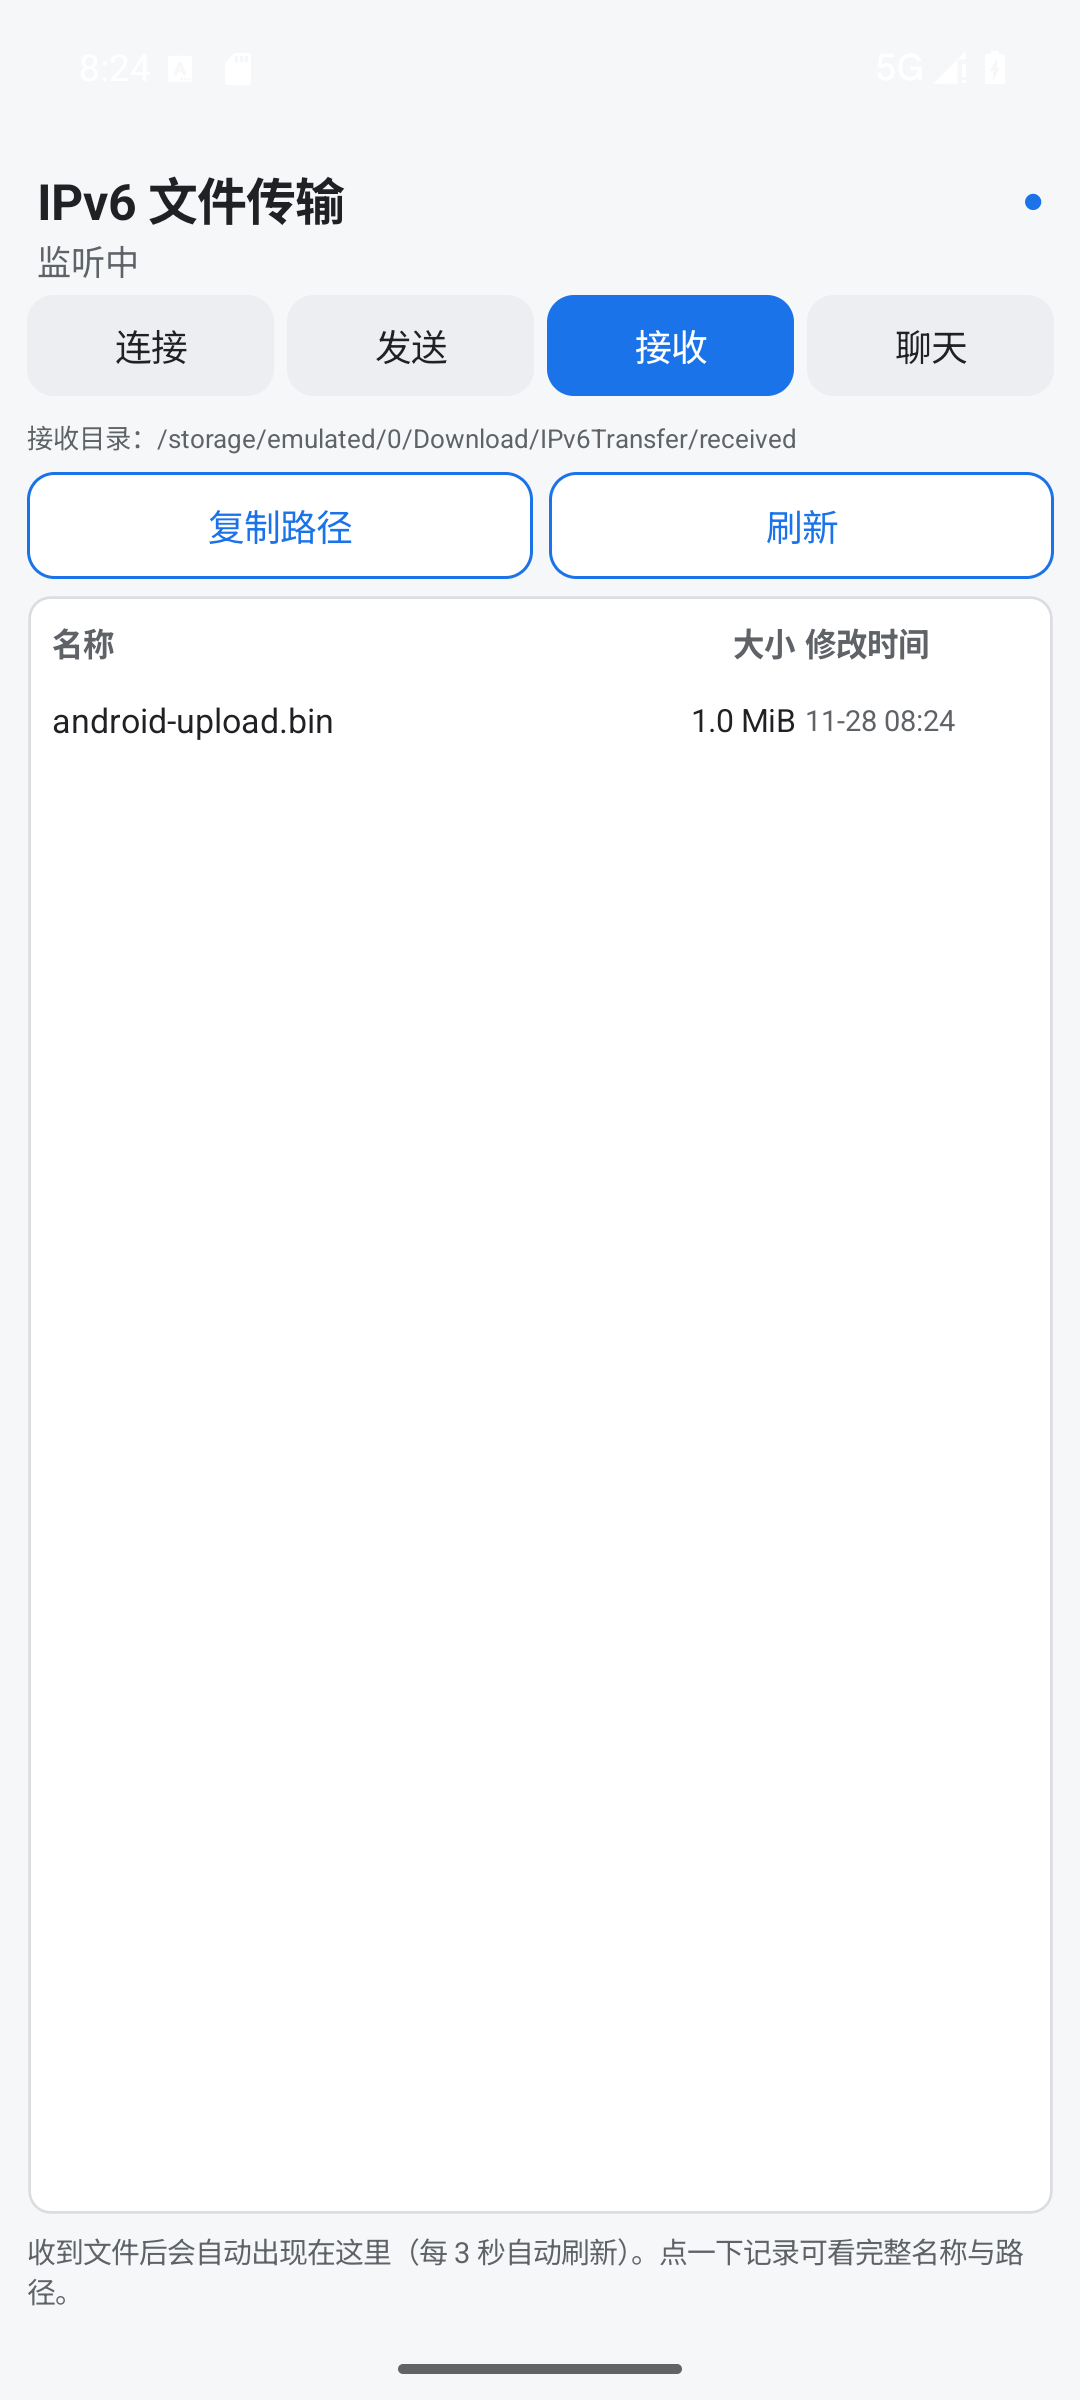 8:24
5G
IPv6 文件传输
监听中
连接 发送 接收 聊天
接收目录：/storage/emulated/0/Download/IPv6Transfer/received
复制路径 刷新
名称 大小 修改时间
android-upload.bin 1.0 MiB 11-28 08:24
收到文件后会自动出现在这里（每 3 秒自动刷新）。点一下记录可看完整名称与路
径。